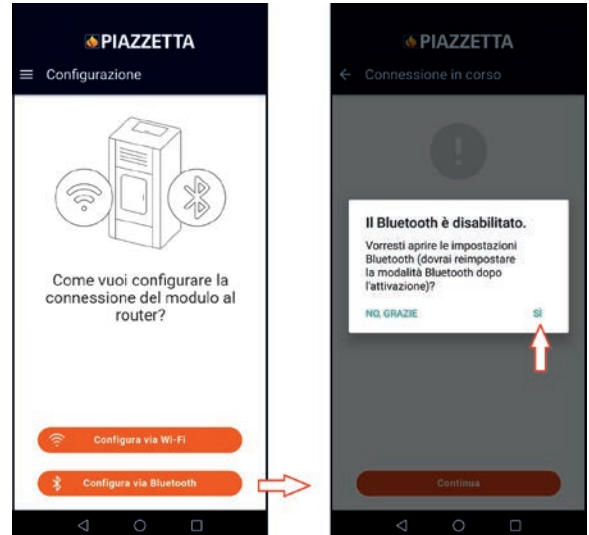 PIAZZETTA
Configurazione
Come vuoi configurare la
connessione del modulo al
router?
Configura via Wi-Fi
Configura via Bluetooth
PIAZZETTA
Connessione in corso
Il Bluetooth è disabilitato.
Vorresti aprire le impostazioni
Bluetooth (dovrai reimpostare
la modalità Bluetooth dopo
l'attivazione)?
NO, GRAZIE SÌ
Continua